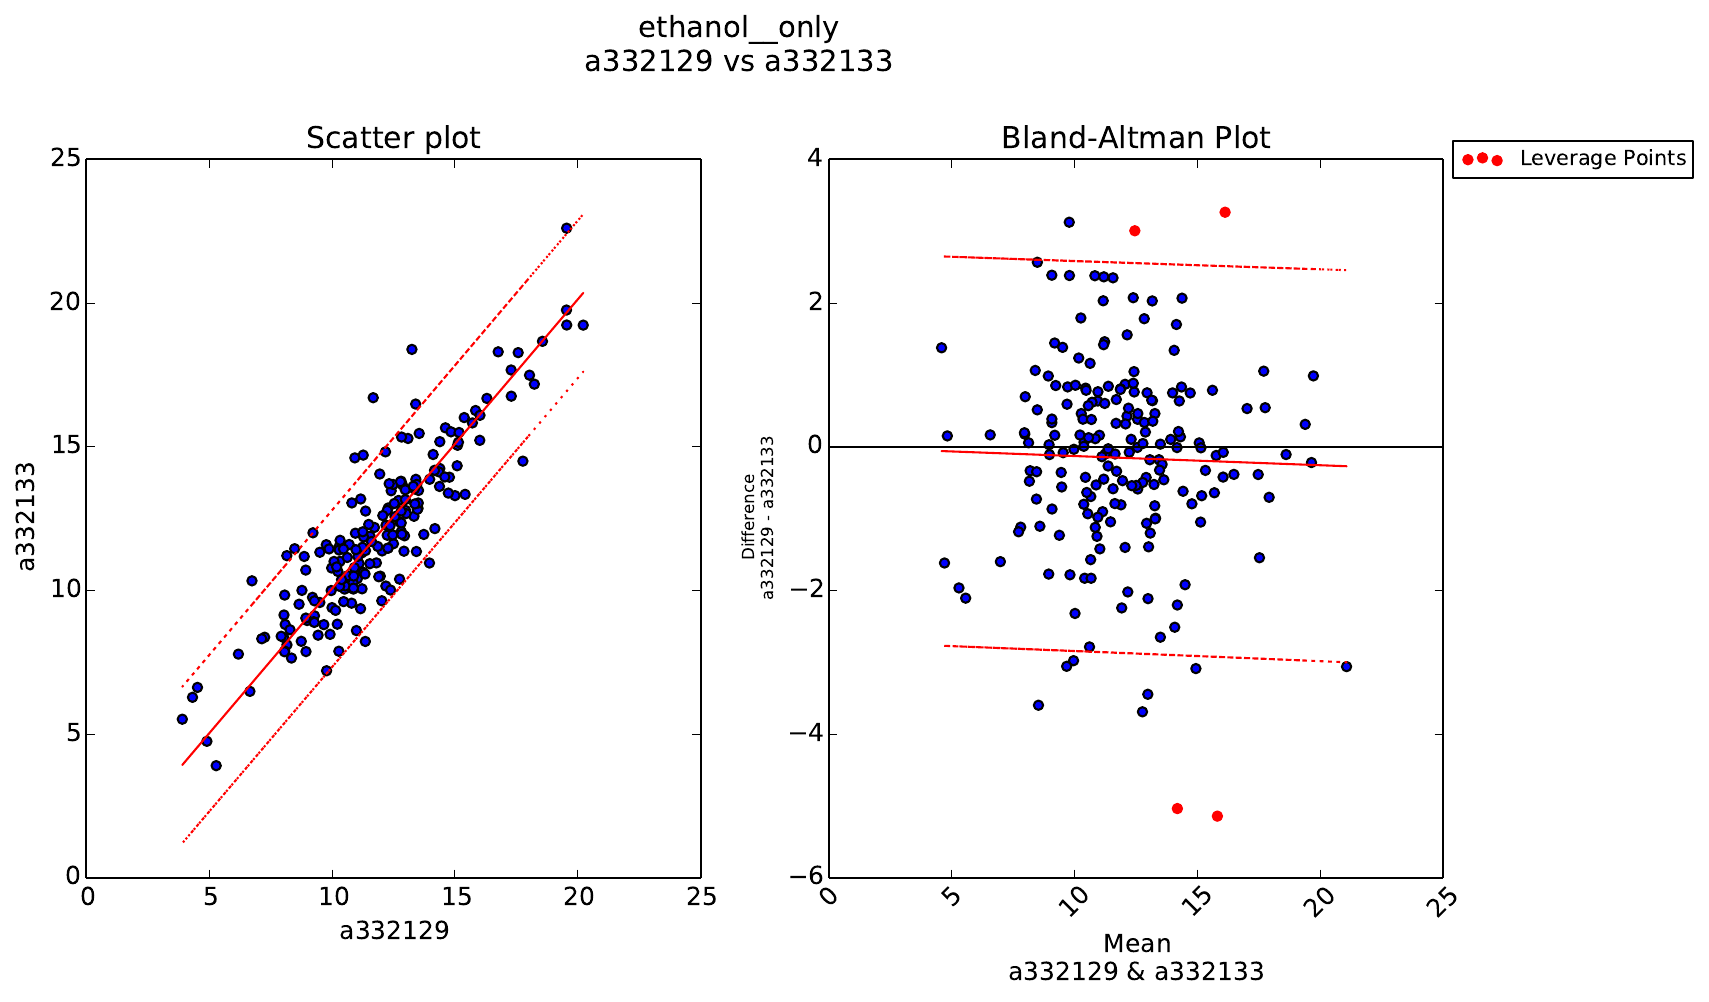 ethanol__only
a332129 vs a332133
Scatter plot
25
20
15
10
5
0
0 5 10 15 20 25
a332133
a332129
Bland-Altman Plot
4
2
0
−2
−4
−6
0 5 10 15 20 25
Difference
a332129 - a332133
Mean
a332129 & a332133
Leverage Points